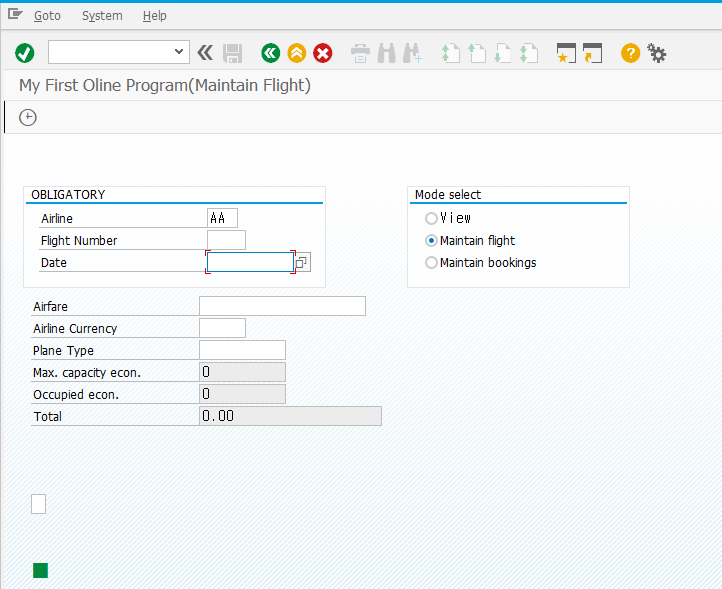 Goto System Help
My First Oline Program(Maintain Flight)
OBLIGATORY
Airline AA
Flight Number
Date
Mode select
View
Maintain flight
Maintain bookings
Airfare
Airline Currency
Plane Type
Max. capacity econ. 0
Occupied econ. 0
Total 0.00